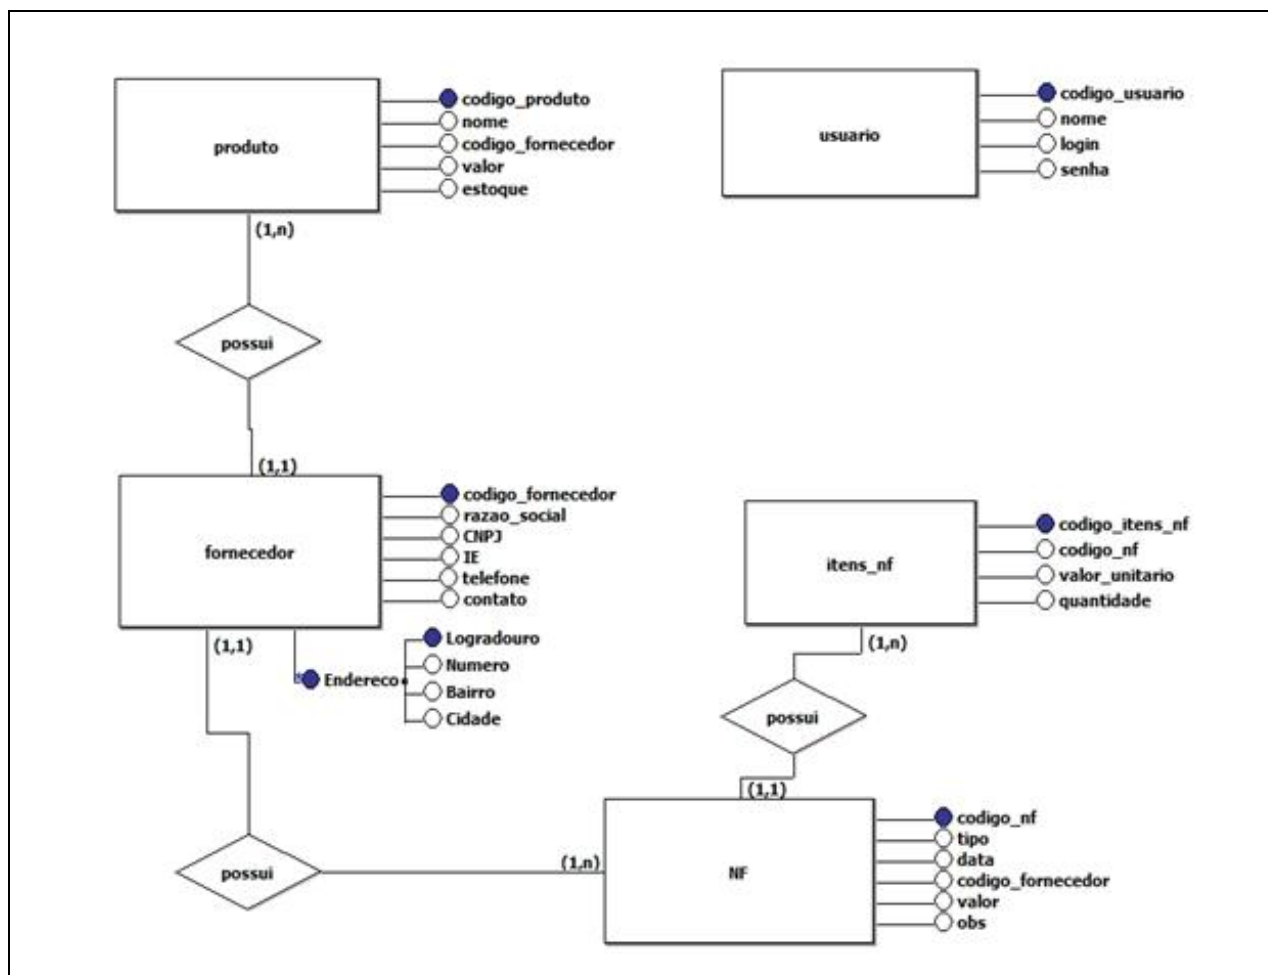 produto
codigo_produto
nome
codigo_fornecedor
valor
estoque
usuario
codigo_usuario
nome
login
senha
(1,n)
possui
(1,1)
fornecedor
codigo_fornecedor
razao_social
CNPJ
IE
telefone
contato
(1,1)
Endereco
Logradouro
Numero
Bairro
Cidade
itens_nf
codigo_itens_nf
codigo_nf
valor_unitario
quantidade
(1,n)
possui
(1,1)
possui
(1,n)
NF
codigo_nf
tipo
data
codigo_fornecedor
valor
obs